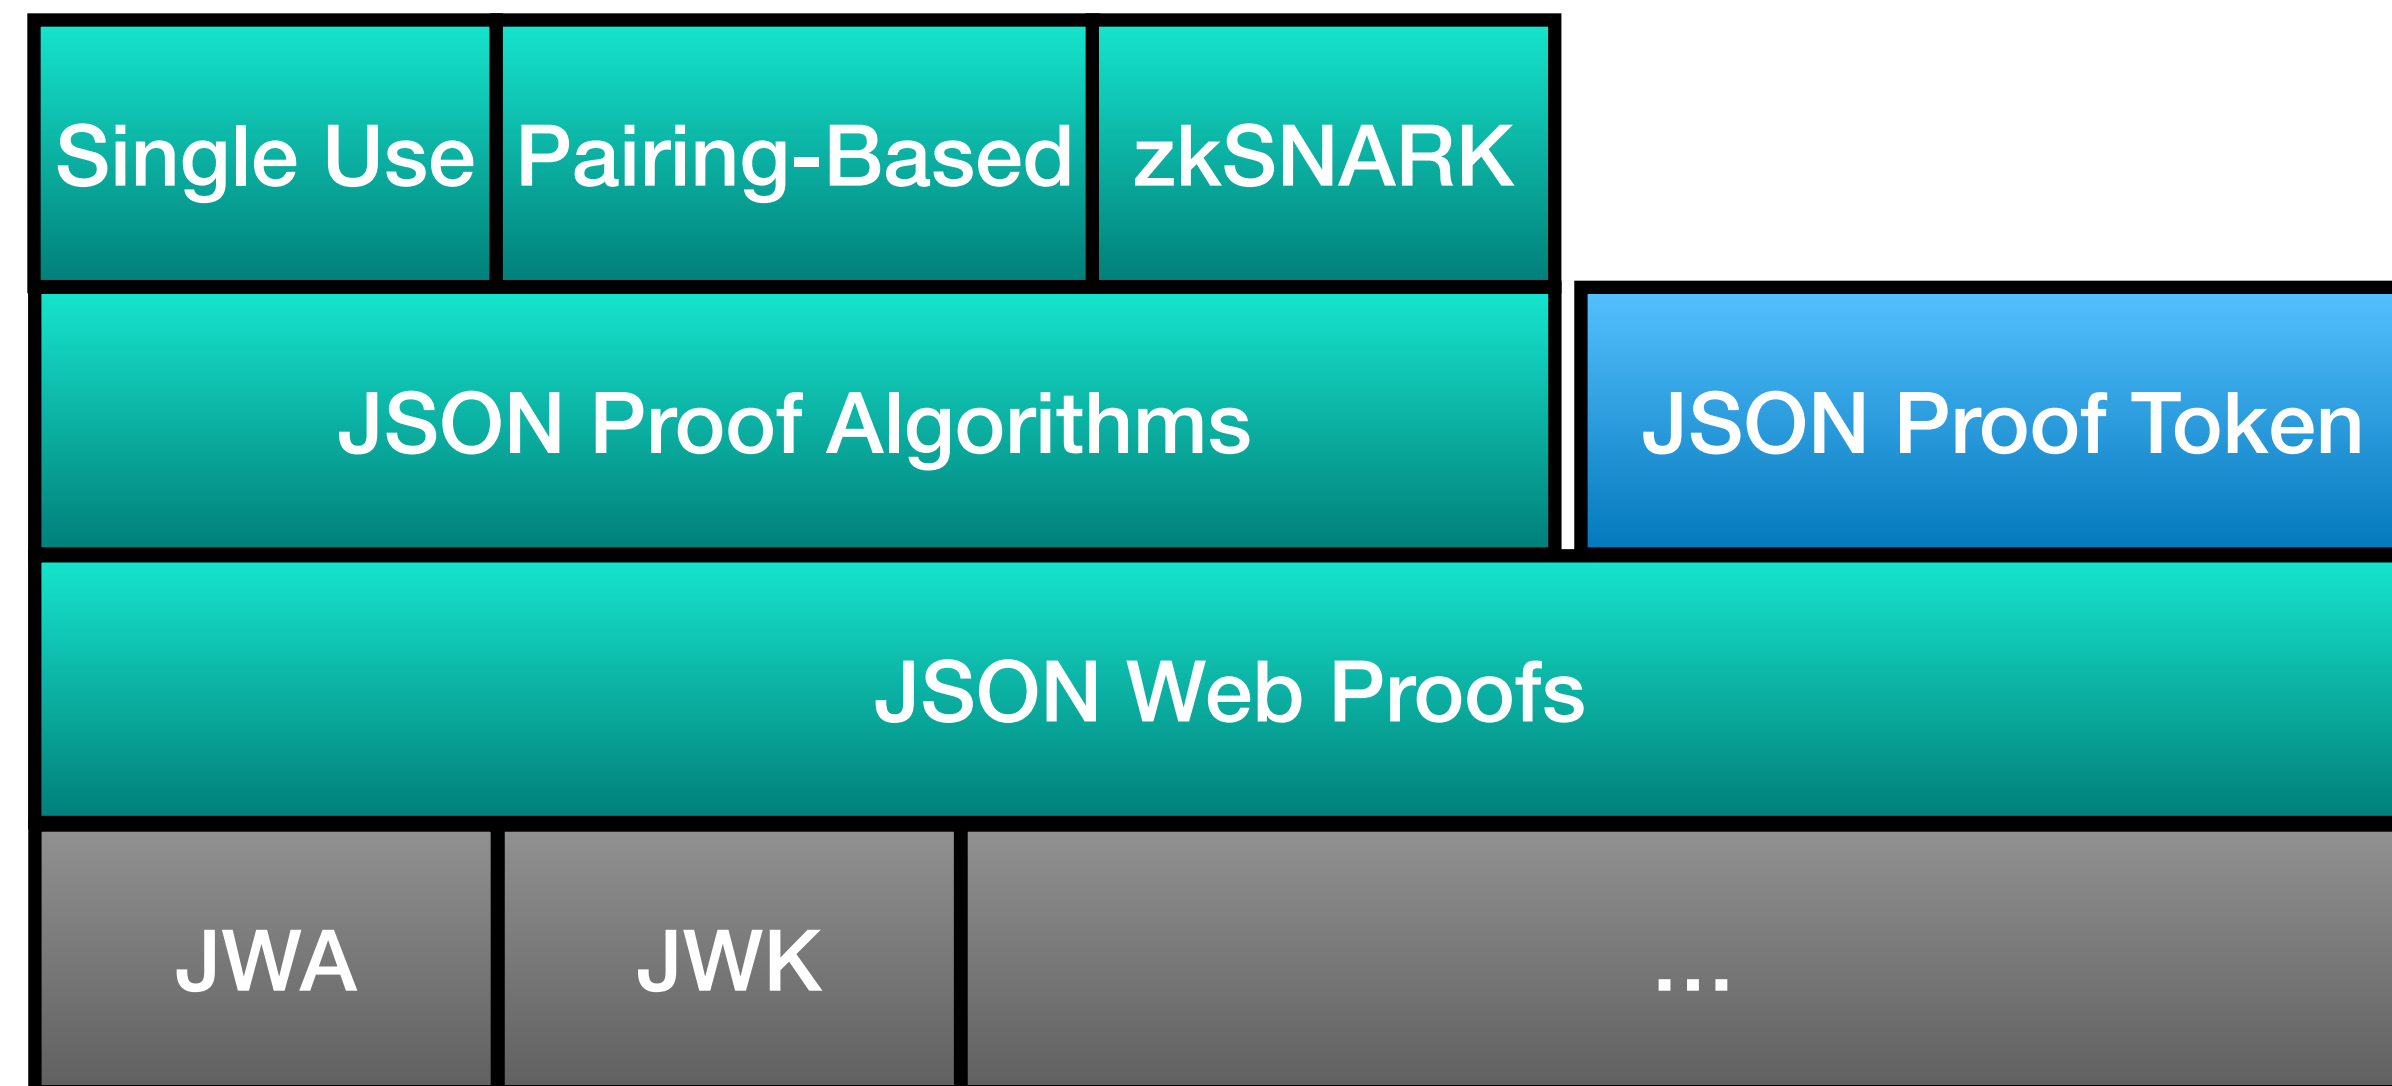 Single Use
Pairing-Based
zkSNARK
JSON Proof Algorithms
JSON Proof Token
JSON Web Proofs
JWA
JWK
...